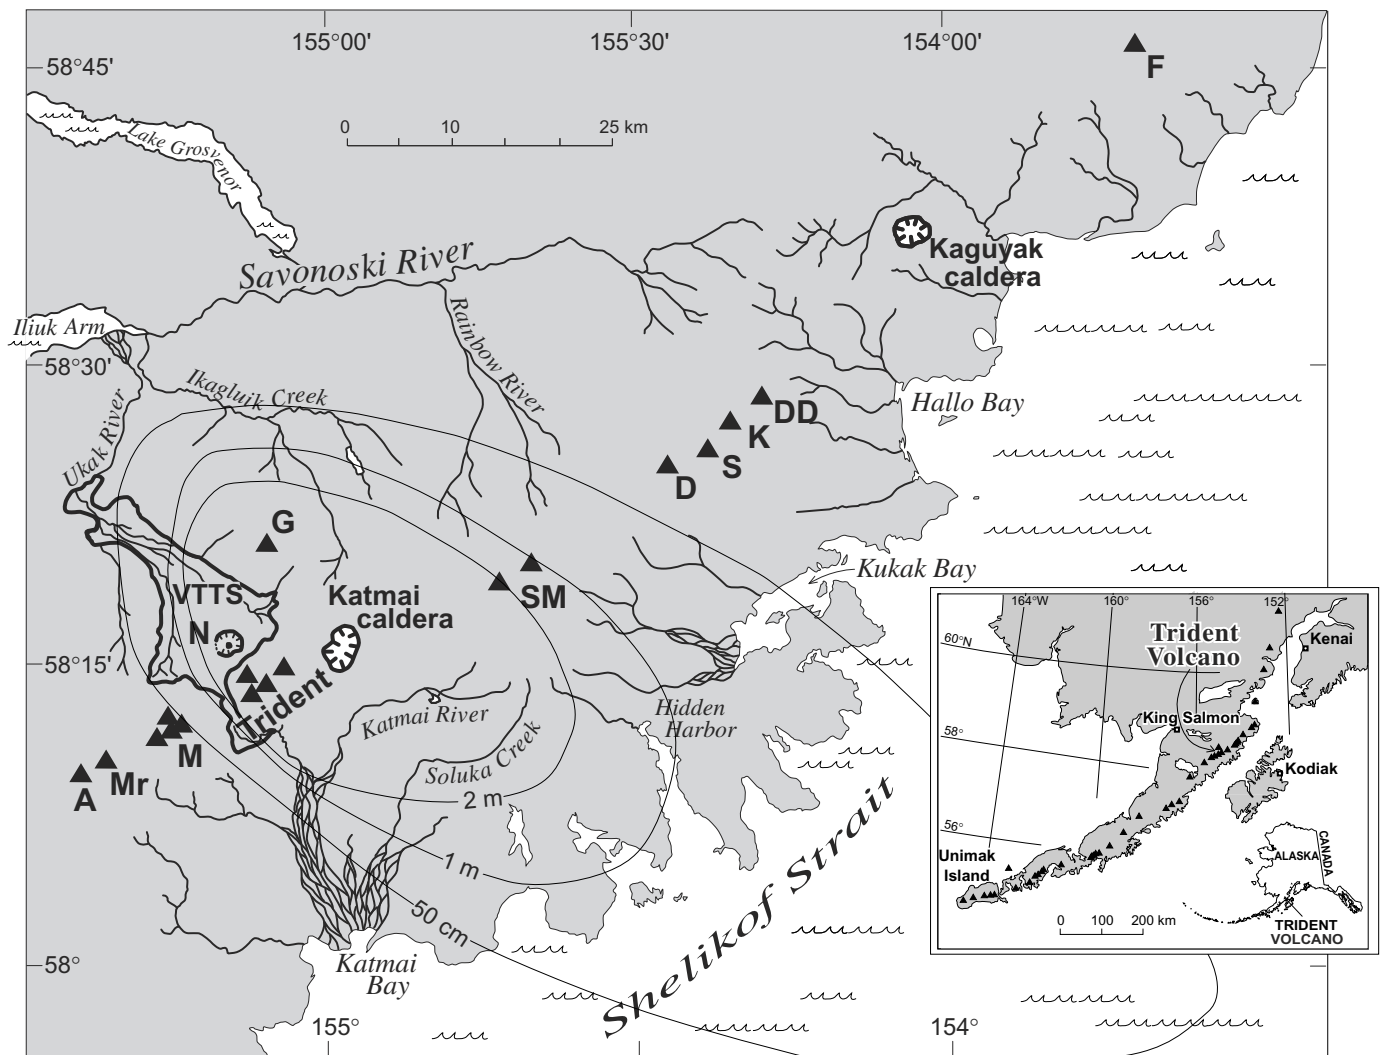 155°00'
155°30'
154°00'
58°45'
F
0
10
25 km
Lake Grosvenor
Savonoski River
Kaguyak
caldera
Iliuk Arm
Rainbow River
58°30'
Ikagluik Creek
Hallo Bay
DD
K
S
D
Ukak River
G
Kukak Bay
VTTS
SM
Katmai
caldera
N
58°15'
Trident
Katmai River
Hidden
Harbor
M
Mr
A
Soluka Creek
2 m
1 m
50 cm
Shelikof Strait
Katmai
Bay
58°
155°
154°
164°W
160°
156°
152°
60°N
Trident
Volcano
Kenai
King Salmon
58°
Kodiak
56°
Unimak
Island
ALASKA
CANADA
0
100
200 km
TRIDENT
VOLCANO